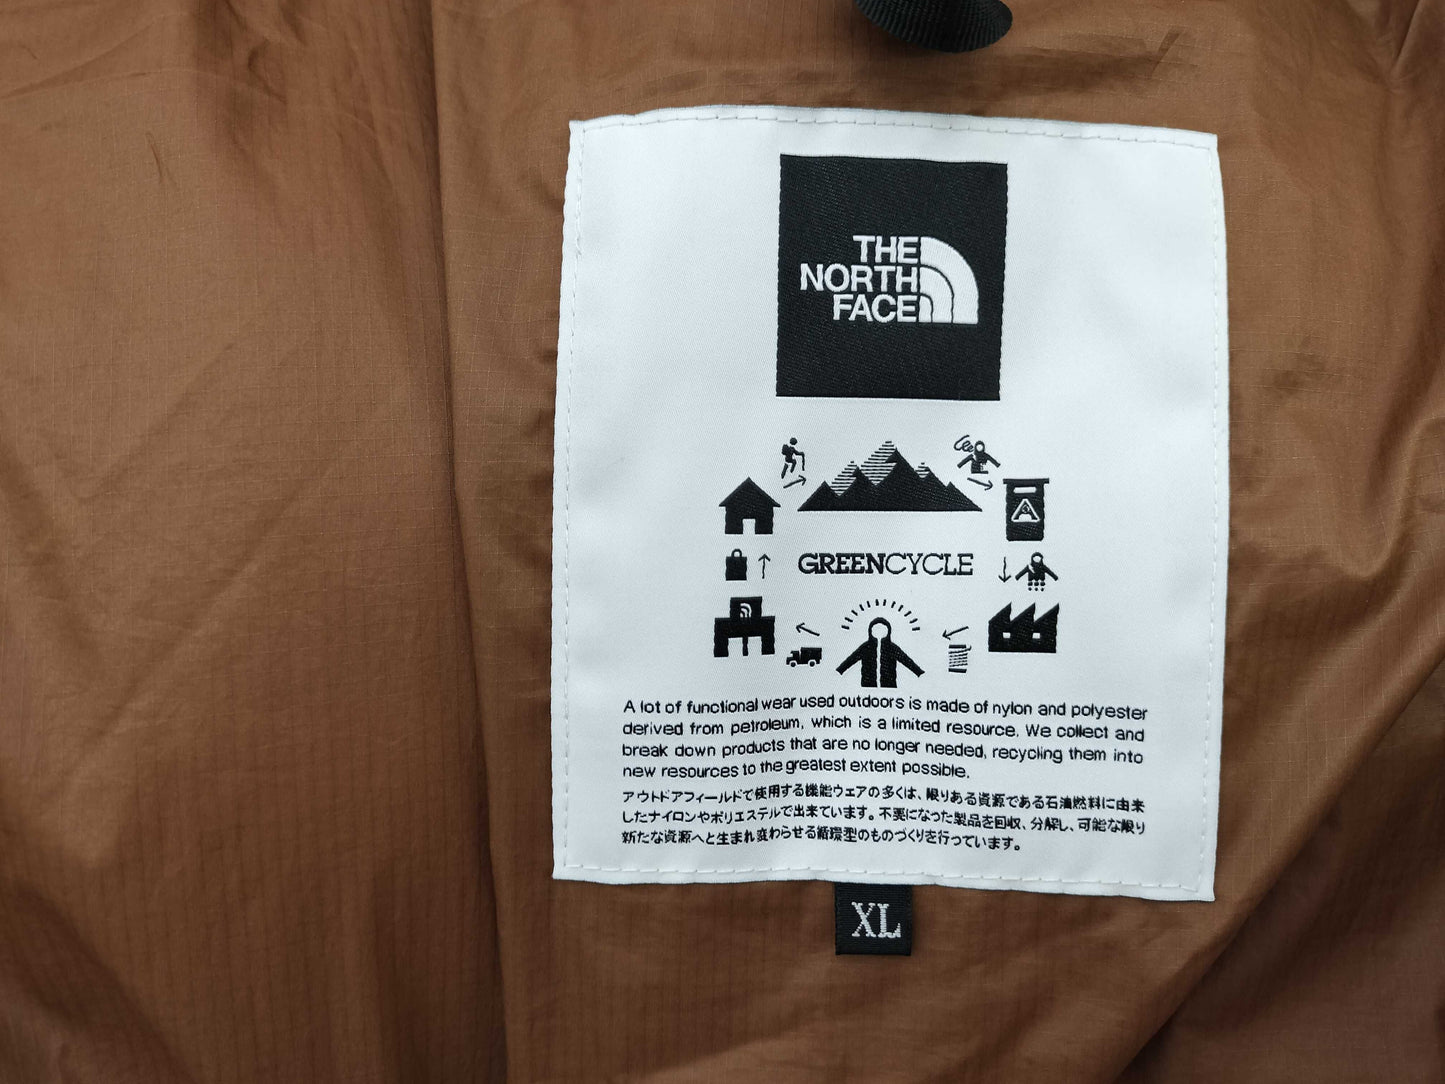 THE
NORTH
FACE
GREENCYCLE
A lot of functional wear used outdoors is made of nylon and polyester
derived from petroleum, which is a limited resource. We collect and
break down products that are no longer needed, recycling them into
new resources to the greatest extent possible.
アウトドアフィールドで使用する機能ウェアの多くは、限りある資源である石油燃料に由来
したナイロンやポリエステルで出来ています。不要になった製品を回収、分解し、可能な限り
新たな資源へと生まれ変わらせる循環型のものづくりを行っています。
XL